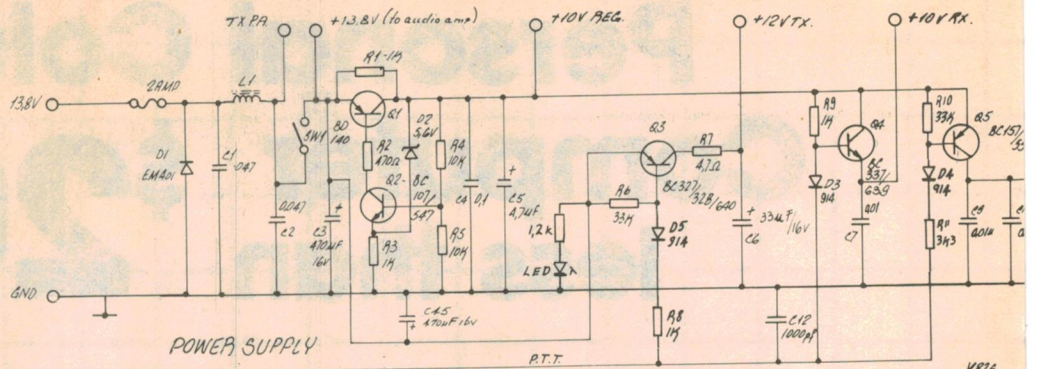 TX PA
+13,8V (to audio amp)
+10V REG.
+12V TX.
+10V RX.
13,8V
2AMP
L1
R1-1K
Q1
BD
140
SW1
D1
EM401
C1
.047
0,047
C2
C3
470µF
16V
R2
470Ω
Q2-BC
107/
547
R3
1K
D2
5,6V
R4
10K
R5
10K
C4
0,1
C5
4,7µF
Q3
R7
4,7Ω
BC327/
328/640
R6
33K
1,2k
LED
D5
914
R8
1K
33µF/16V
C6
R9
1K
Q4
BC
337/
639
D3
914
.001
C7
R10
33K
Q5
BC157/
D4
914
R11
3K3
C9
GND
C45
470µF 16V
C12
1000pf
POWER SUPPLY
P.T.T.